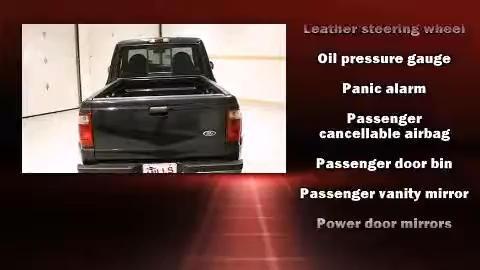 Leather steering wheel
Oil pressure gauge
Panic alarm
Passenger
cancellable airbag
Passenger door bin
Passenger vanity mirror
Power door mirrors
Ford